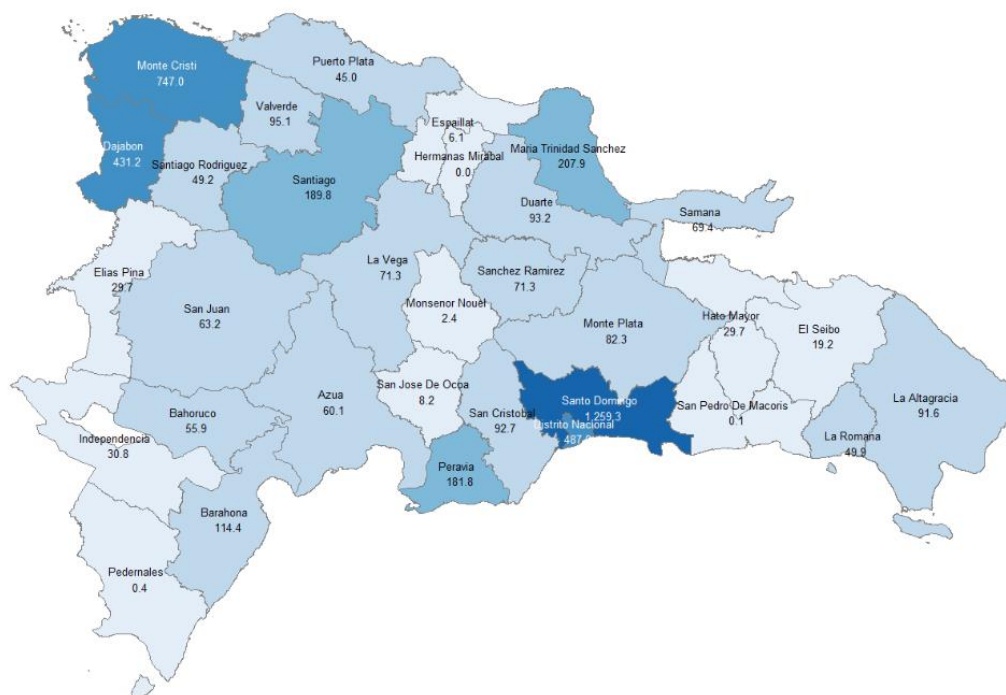 Monte Cristi
747.0
Puerto Plata
45.0
Valverde
95.1
Espaillat
6.1
Dajabon
431.2
Santiago Rodriguez
49.2
Santiago
189.8
Hermanas Mirabal
0.0
Maria Trinidad Sanchez
207.9
Duarte
93.2
Samana
69.4
Elias Pina
29.7
La Vega
71.3
Sanchez Ramirez
71.3
San Juan
63.2
Monsenor Nouel
2.4
Monte Plata
82.3
Hato Mayor
29.7
El Seibo
19.2
San Jose De Ocoa
8.2
Azua
60.1
San Cristobal
92.7
Santo Domingo
1,259.3
Distrito Nacional
San Pedro De Macoris
0.1
La Altagracia
91.6
Bahoruco
55.9
La Romana
49.9
Independencia
30.8
Peravia
181.8
Barahona
114.4
Pedernales
0.4